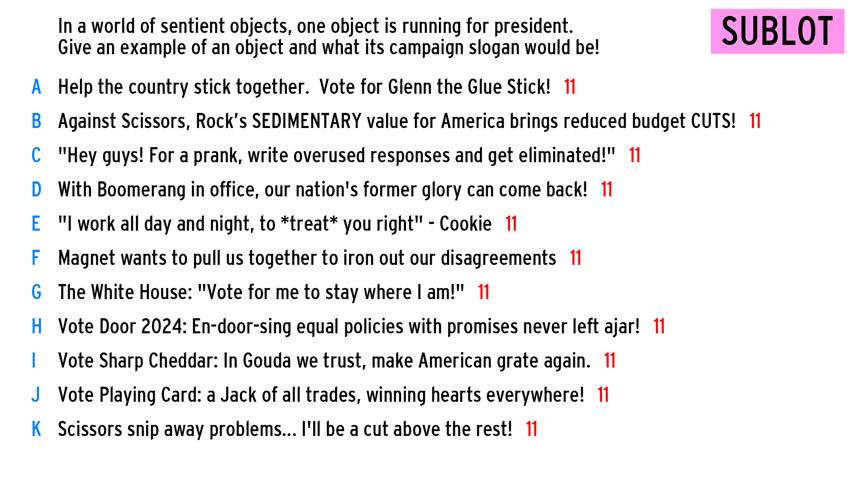 In a world of sentient objects, one object is running for president.
Give an example of an object and what its campaign slogan would be!
SUBLOT
A Help the country stick together.  Vote for Glenn the Glue Stick! 11
B Against Scissors, Rock's SEDIMENTARY value for America brings reduced budget CUTS! 11
C "Hey guys! For a prank, write overused responses and get eliminated!" 11
D With Boomerang in office, our nation's former glory can come back! 11
E "I work all day and night, to *treat* you right" - Cookie 11
F Magnet wants to pull us together to iron out our disagreements 11
G The White House: "Vote for me to stay where I am!" 11
H Vote Door 2024: En-door-sing equal policies with promises never left ajar! 11
I Vote Sharp Cheddar: In Gouda we trust, make American grate again. 11
J Vote Playing Card: a Jack of all trades, winning hearts everywhere! 11
K Scissors snip away problems... I'll be a cut above the rest! 11